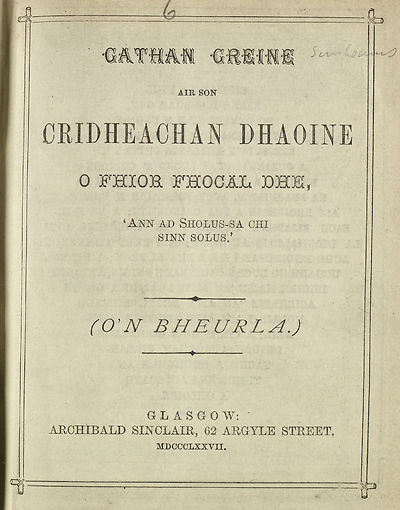 6
GATHAN GREINE
Sunbeams
AIR SON
CRIDHEACHAN DHAOINE
O FHIOR FHOCAL DHE,
'ANN AD SHOLUS-SA CHI
SINN SOLUS.'
(O'N BHEURLA.)
GLASGOW:
ARCHIBALD SINCLAIR, 62 ARGYLE STREET.
MDCCCLXXVII.